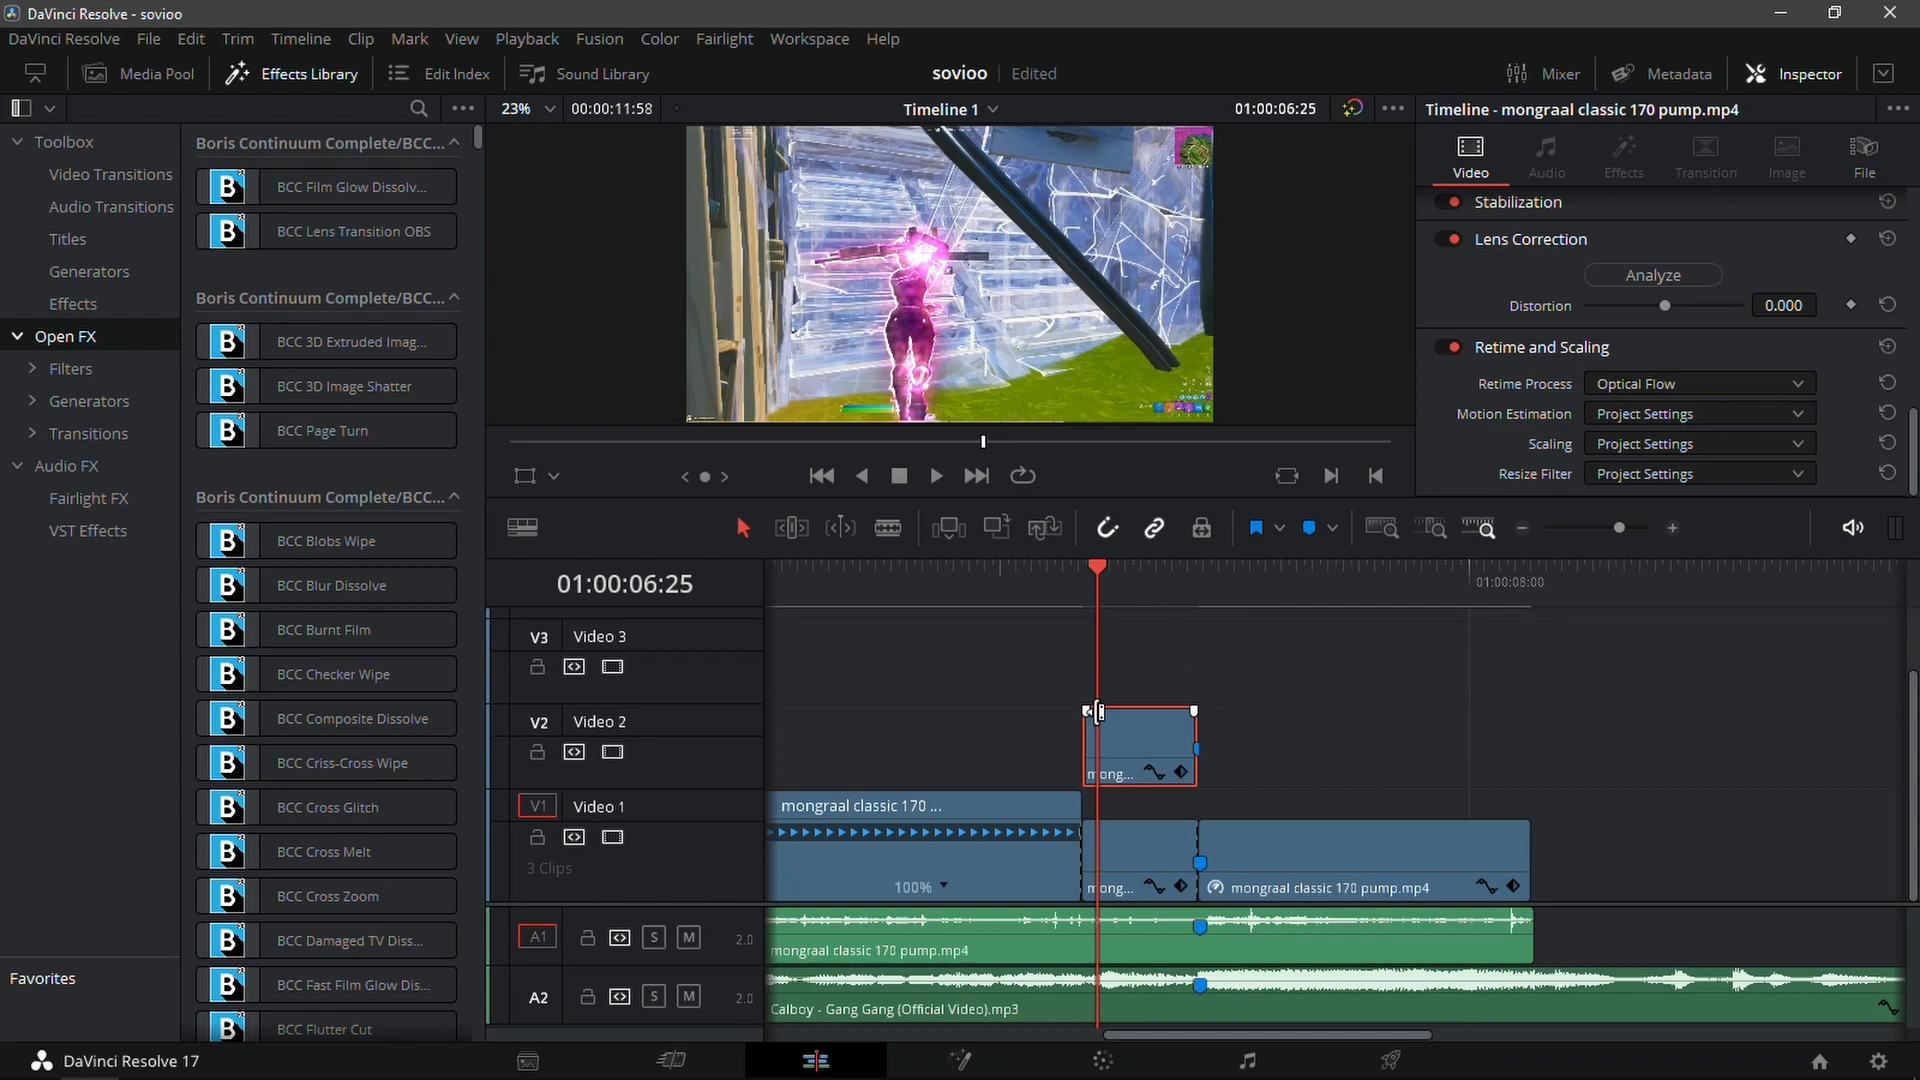 DaVinci Resolve - sovioo
DaVinci Resolve File Edit Trim Timeline Clip Mark View Playback Fusion Color Fairlight Workspace Help
Media Pool Effects Library Edit Index Sound Library sovioo Edited Mixer Metadata Inspector
23% 00:00:11:58 Timeline 1 01:00:06:25 Timeline - mongraal classic 170 pump.mp4
Toolbox
Video Transitions
Audio Transitions
Titles
Generators
Effects
Open FX
Filters
Generators
Transitions
Audio FX
Fairlight FX
VST Effects
Favorites
Boris Continuum Complete/BCC...
BCC Film Glow Dissolv...
BCC Lens Transition OBS
Boris Continuum Complete/BCC...
BCC 3D Extruded Imag...
BCC 3D Image Shatter
BCC Page Turn
Boris Continuum Complete/BCC...
BCC Blobs Wipe
BCC Blur Dissolve
BCC Burnt Film
BCC Checker Wipe
BCC Composite Dissolve
BCC Criss-Cross Wipe
BCC Cross Glitch
BCC Cross Melt
BCC Cross Zoom
BCC Damaged TV Diss...
BCC Fast Film Glow Dis...
BCC Flutter Cut
Video Audio Effects Transition Image File
Stabilization
Lens Correction
Analyze
Distortion 0.000
Retime and Scaling
Retime Process Optical Flow
Motion Estimation Project Settings
Scaling Project Settings
Resize Filter Project Settings
01:00:06:25
01:00:08:00
V3 Video 3
V2 Video 2
mong...
V1 Video 1
3 Clips
mongraal classic 170 ...
100%
mong...
mongraal classic 170 pump.mp4
A1 S M 2.0
mongraal classic 170 pump.mp4
A2 S M 2.0
Calboy - Gang Gang (Official Video).mp3
DaVinci Resolve 17